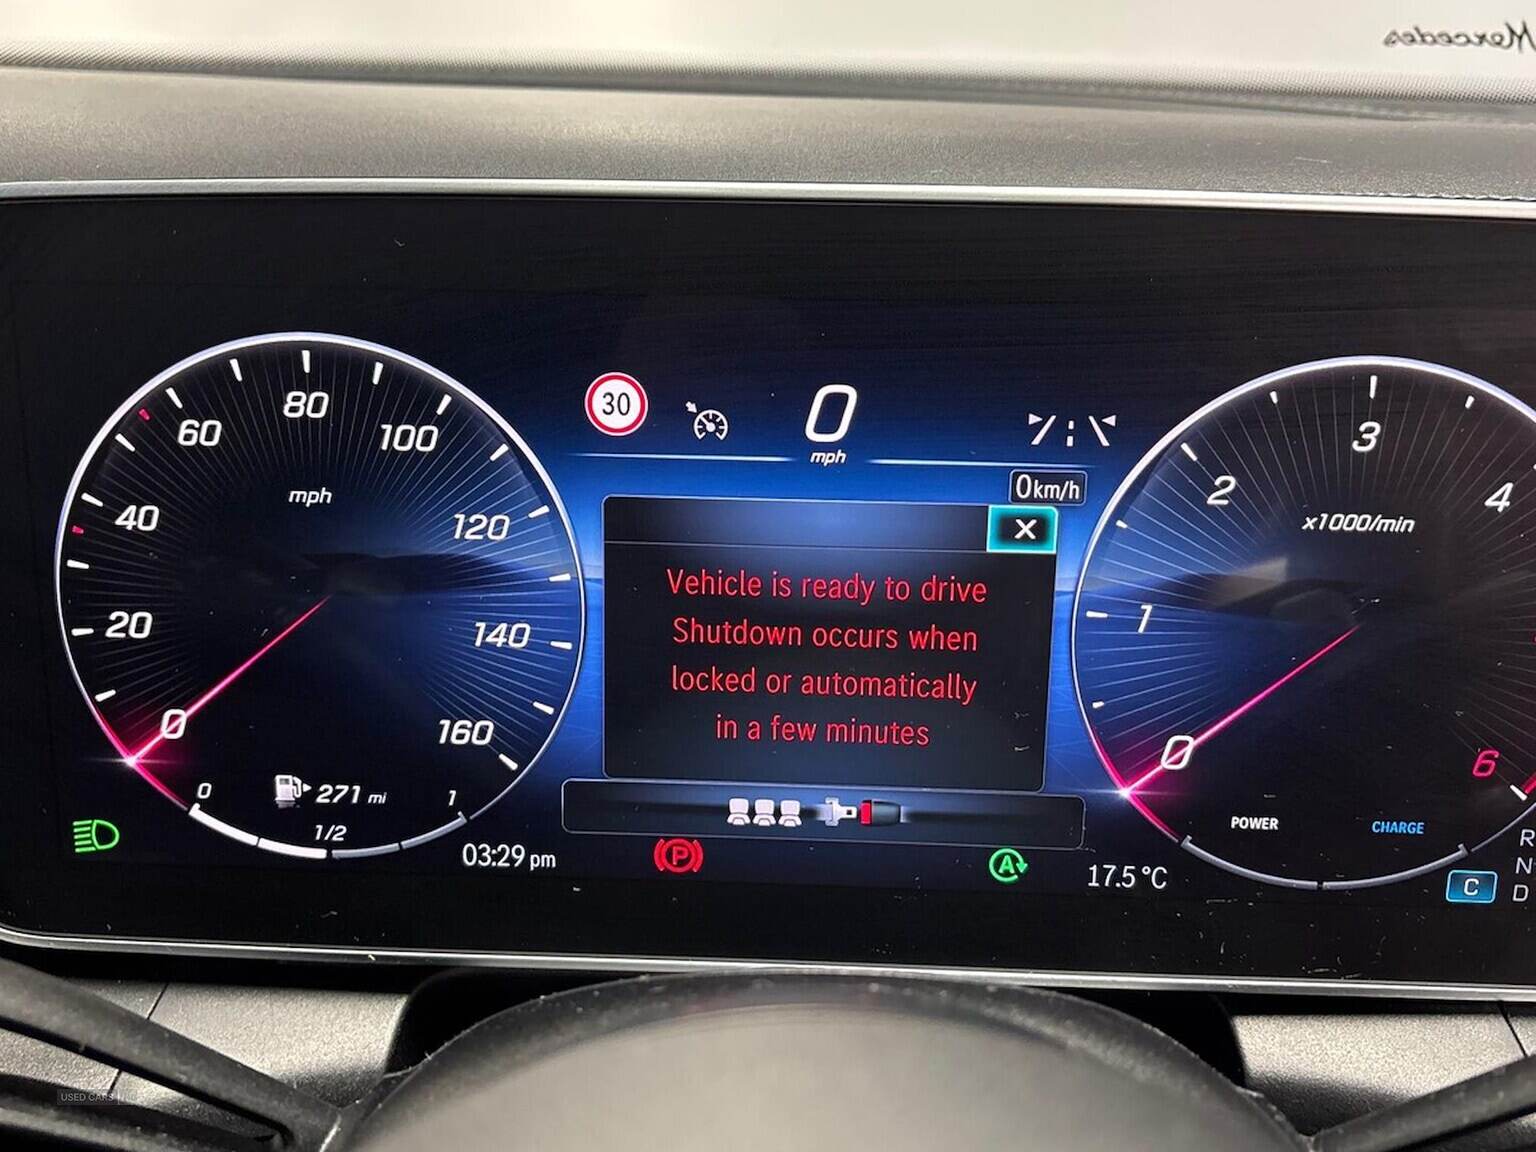 Mercedes
80
60
100
mph
40
120
20
140
0
160
0
271 mi
1
1/2
03:29 pm
30
0
mph
0km/h
X
Vehicle is ready to drive
Shutdown occurs when
locked or automatically
in a few minutes
P
A
17.5 °C
3
2
4
x1000/min
1
0
6
POWER
CHARGE
C
R
N
D
USED CARS